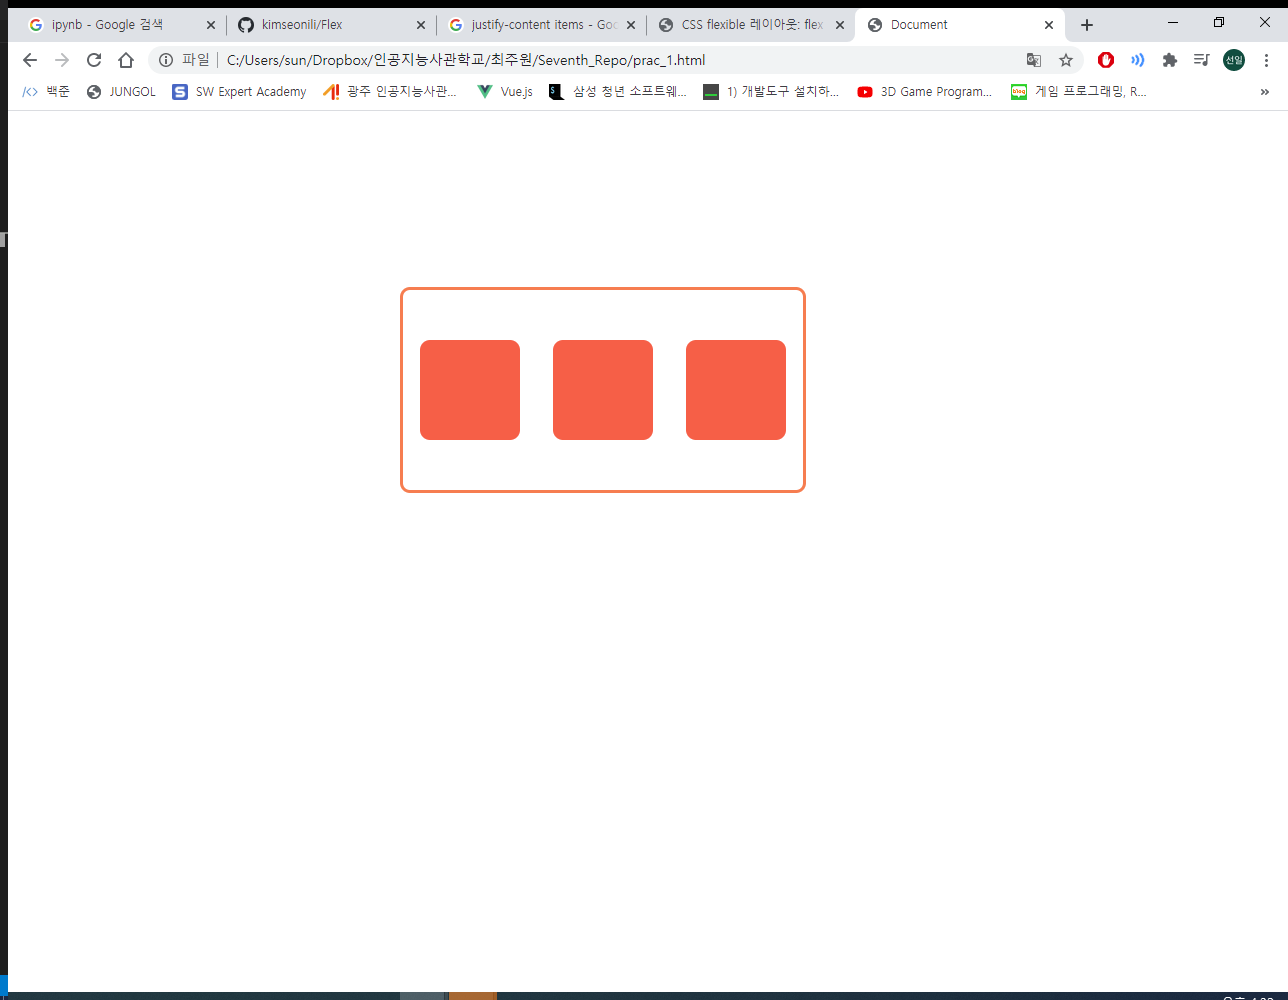 ipynb - Google 검색
kimseonili/Flex
justify-content items - Goo
CSS flexible 레이아웃: flex
Document
파일 C:/Users/sun/Dropbox/인공지능사관학교/최주원/Seventh_Repo/prac_1.html
선일
백준
JUNGOL
SW Expert Academy
광주 인공지능사관...
Vue.js
삼성 청년 소프트웨...
1) 개발도구 설치하...
3D Game Program...
게임 프로그래밍, R...